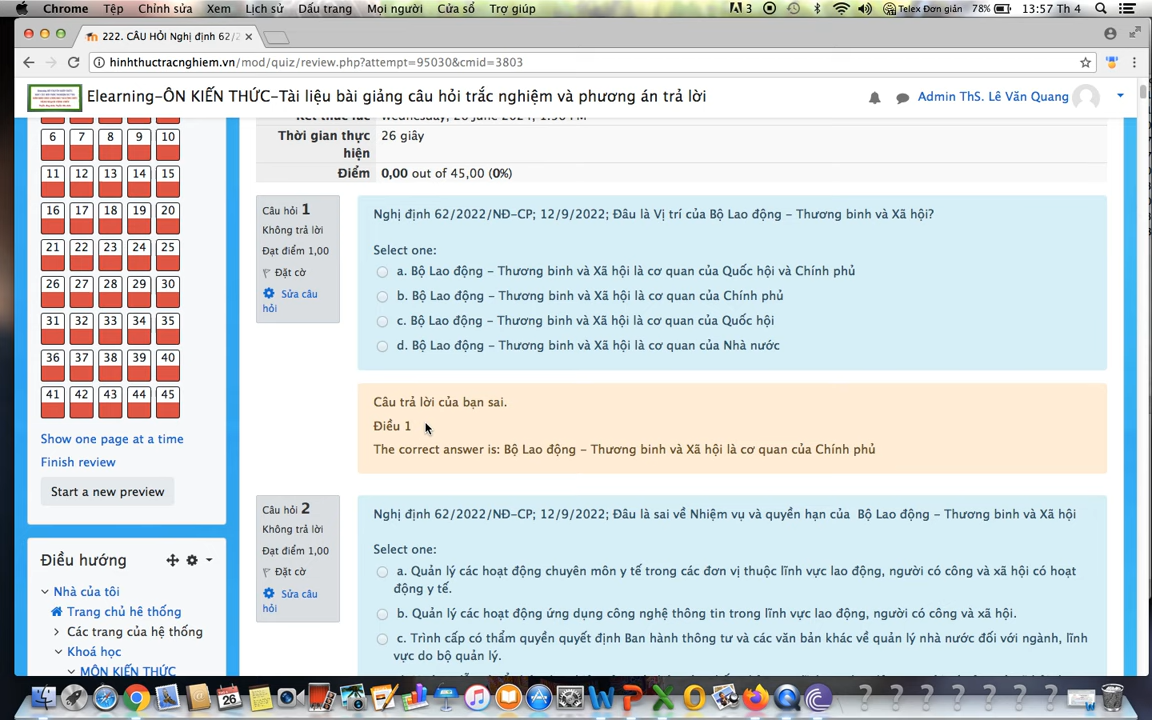 Chrome Tệp Chỉnh sửa Xem Lịch sử Dấu trang Mọi người Cửa sổ Trợ giúp 3 Telex Đơn giản 78% 13:57 Th 4
222. CÂU HỎI Nghị định 62/2
hinhthuctracnghiem.vn/mod/quiz/review.php?attempt=95030&cmid=3803
Elearning-ÔN KIẾN THỨC-Tài liệu bài giảng câu hỏi trắc nghiệm và phương án trả lời
Admin ThS. Lê Văn Quang
6 7 8 9 10
11 12 13 14 15
16 17 18 19 20
21 22 23 24 25
26 27 28 29 30
31 32 33 34 35
36 37 38 39 40
41 42 43 44 45
Show one page at a time
Finish review
Start a new preview
Điều hướng
Nhà của tôi
Trang chủ hê thống
Các trang của hệ thống
Khoá học
MÔN KIẾN THỨC
Thời gian thực hiện
26 giây
Điểm
0,00 out of 45,00 (0%)
Câu hỏi 1
Không trả lời
Đạt điểm 1,00
Đặt cờ
Sửa câu
hỏi
Nghị định 62/2022/NĐ-CP; 12/9/2022; Đâu là Vị trí của Bộ Lao động – Thương binh và Xã hội?
Select one:
a. Bộ Lao động – Thương binh và Xã hội là cơ quan của Quốc hội và Chính phủ
b. Bộ Lao động – Thương binh và Xã hội là cơ quan của Chính phủ
c. Bộ Lao động – Thương binh và Xã hội là cơ quan của Quốc hội
d. Bộ Lao động – Thương binh và Xã hội là cơ quan của Nhà nước
Câu trả lời của bạn sai.
Điều 1
The correct answer is: Bộ Lao động – Thương binh và Xã hội là cơ quan của Chính phủ
Câu hỏi 2
Không trả lời
Đạt điểm 1,00
Đặt cờ
Sửa câu
hỏi
Nghị định 62/2022/NĐ-CP; 12/9/2022; Đâu là sai về Nhiệm vụ và quyền hạn của Bộ Lao động – Thương binh và Xã hội
Select one:
a. Quản lý các hoạt động chuyên môn y tế trong các đơn vị thuộc lĩnh vực lao động, người có công và xã hội có hoạt
động y tế.
b. Quản lý các hoạt động ứng dụng công nghệ thông tin trong lĩnh vực lao động, người có công và xã hội.
c. Trình cấp có thẩm quyền quyết định Ban hành thông tư và các văn bản khác về quản lý nhà nước đối với ngành, lĩnh
vực do bộ quản lý.